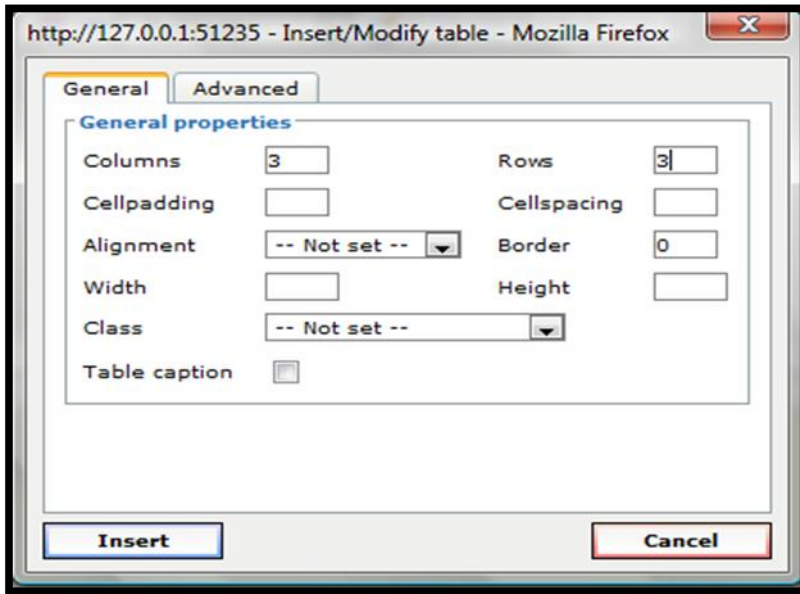 http://127.0.0.1:51235 - Insert/Modify table - Mozilla Firefox
General Advanced
General properties
Columns 3 Rows 3
Cellpadding Cellspacing
Alignment -- Not set -- Border 0
Width Height
Class -- Not set --
Table caption
Insert Cancel